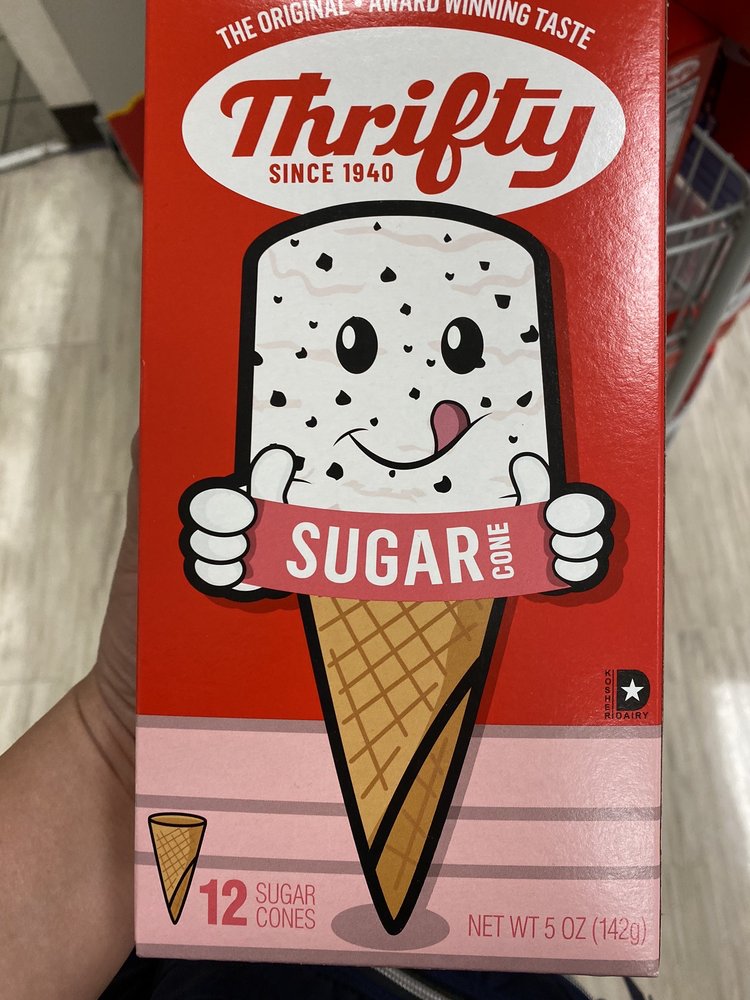 THE ORIGINAL • AWARD WINNING TASTE
Thrifty
SINCE 1940
SUGAR CONE
KOSHER DAIRY
12 SUGAR CONES
NET WT 5 OZ (142g)